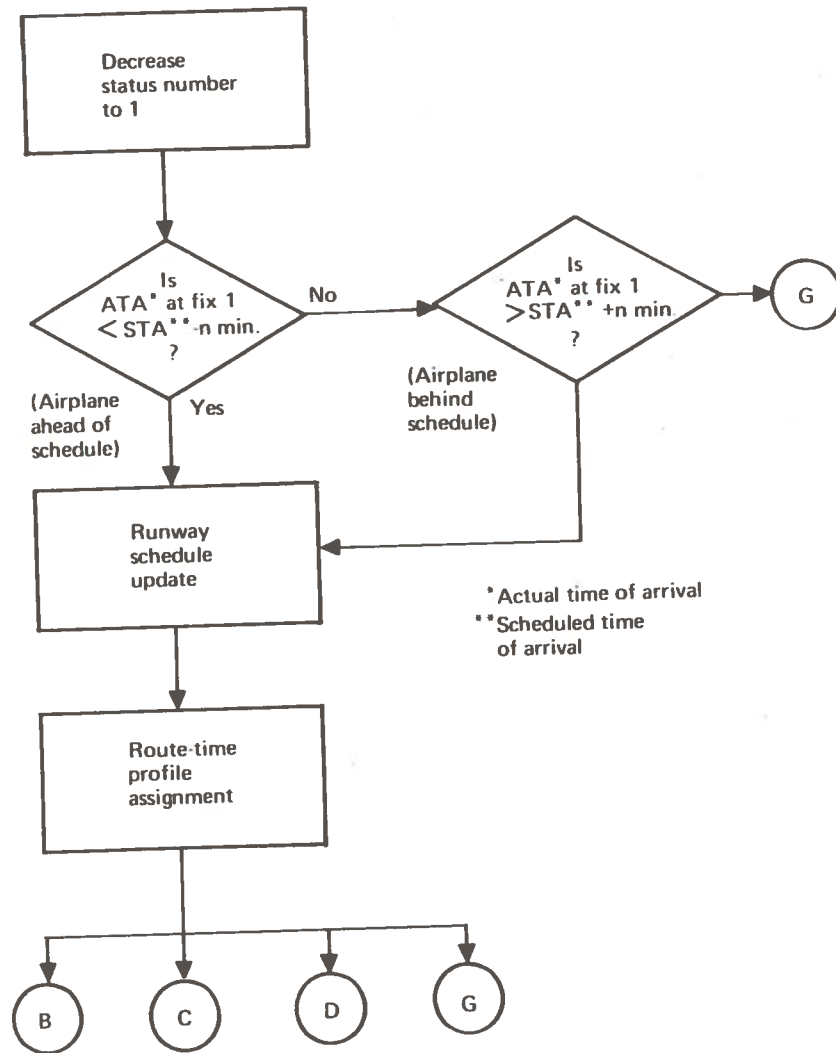 Decrease
status number
to 1
Is
ATA* at fix 1
< STA** -n min.
?
No
Is
ATA* at fix 1
> STA** +n min.
?
G
(Airplane
ahead of
schedule)
Yes
(Airplane
behind
schedule)
Runway
schedule
update
*Actual time of arrival
**Scheduled time
of arrival
Route-time
profile
assignment
B
C
D
G